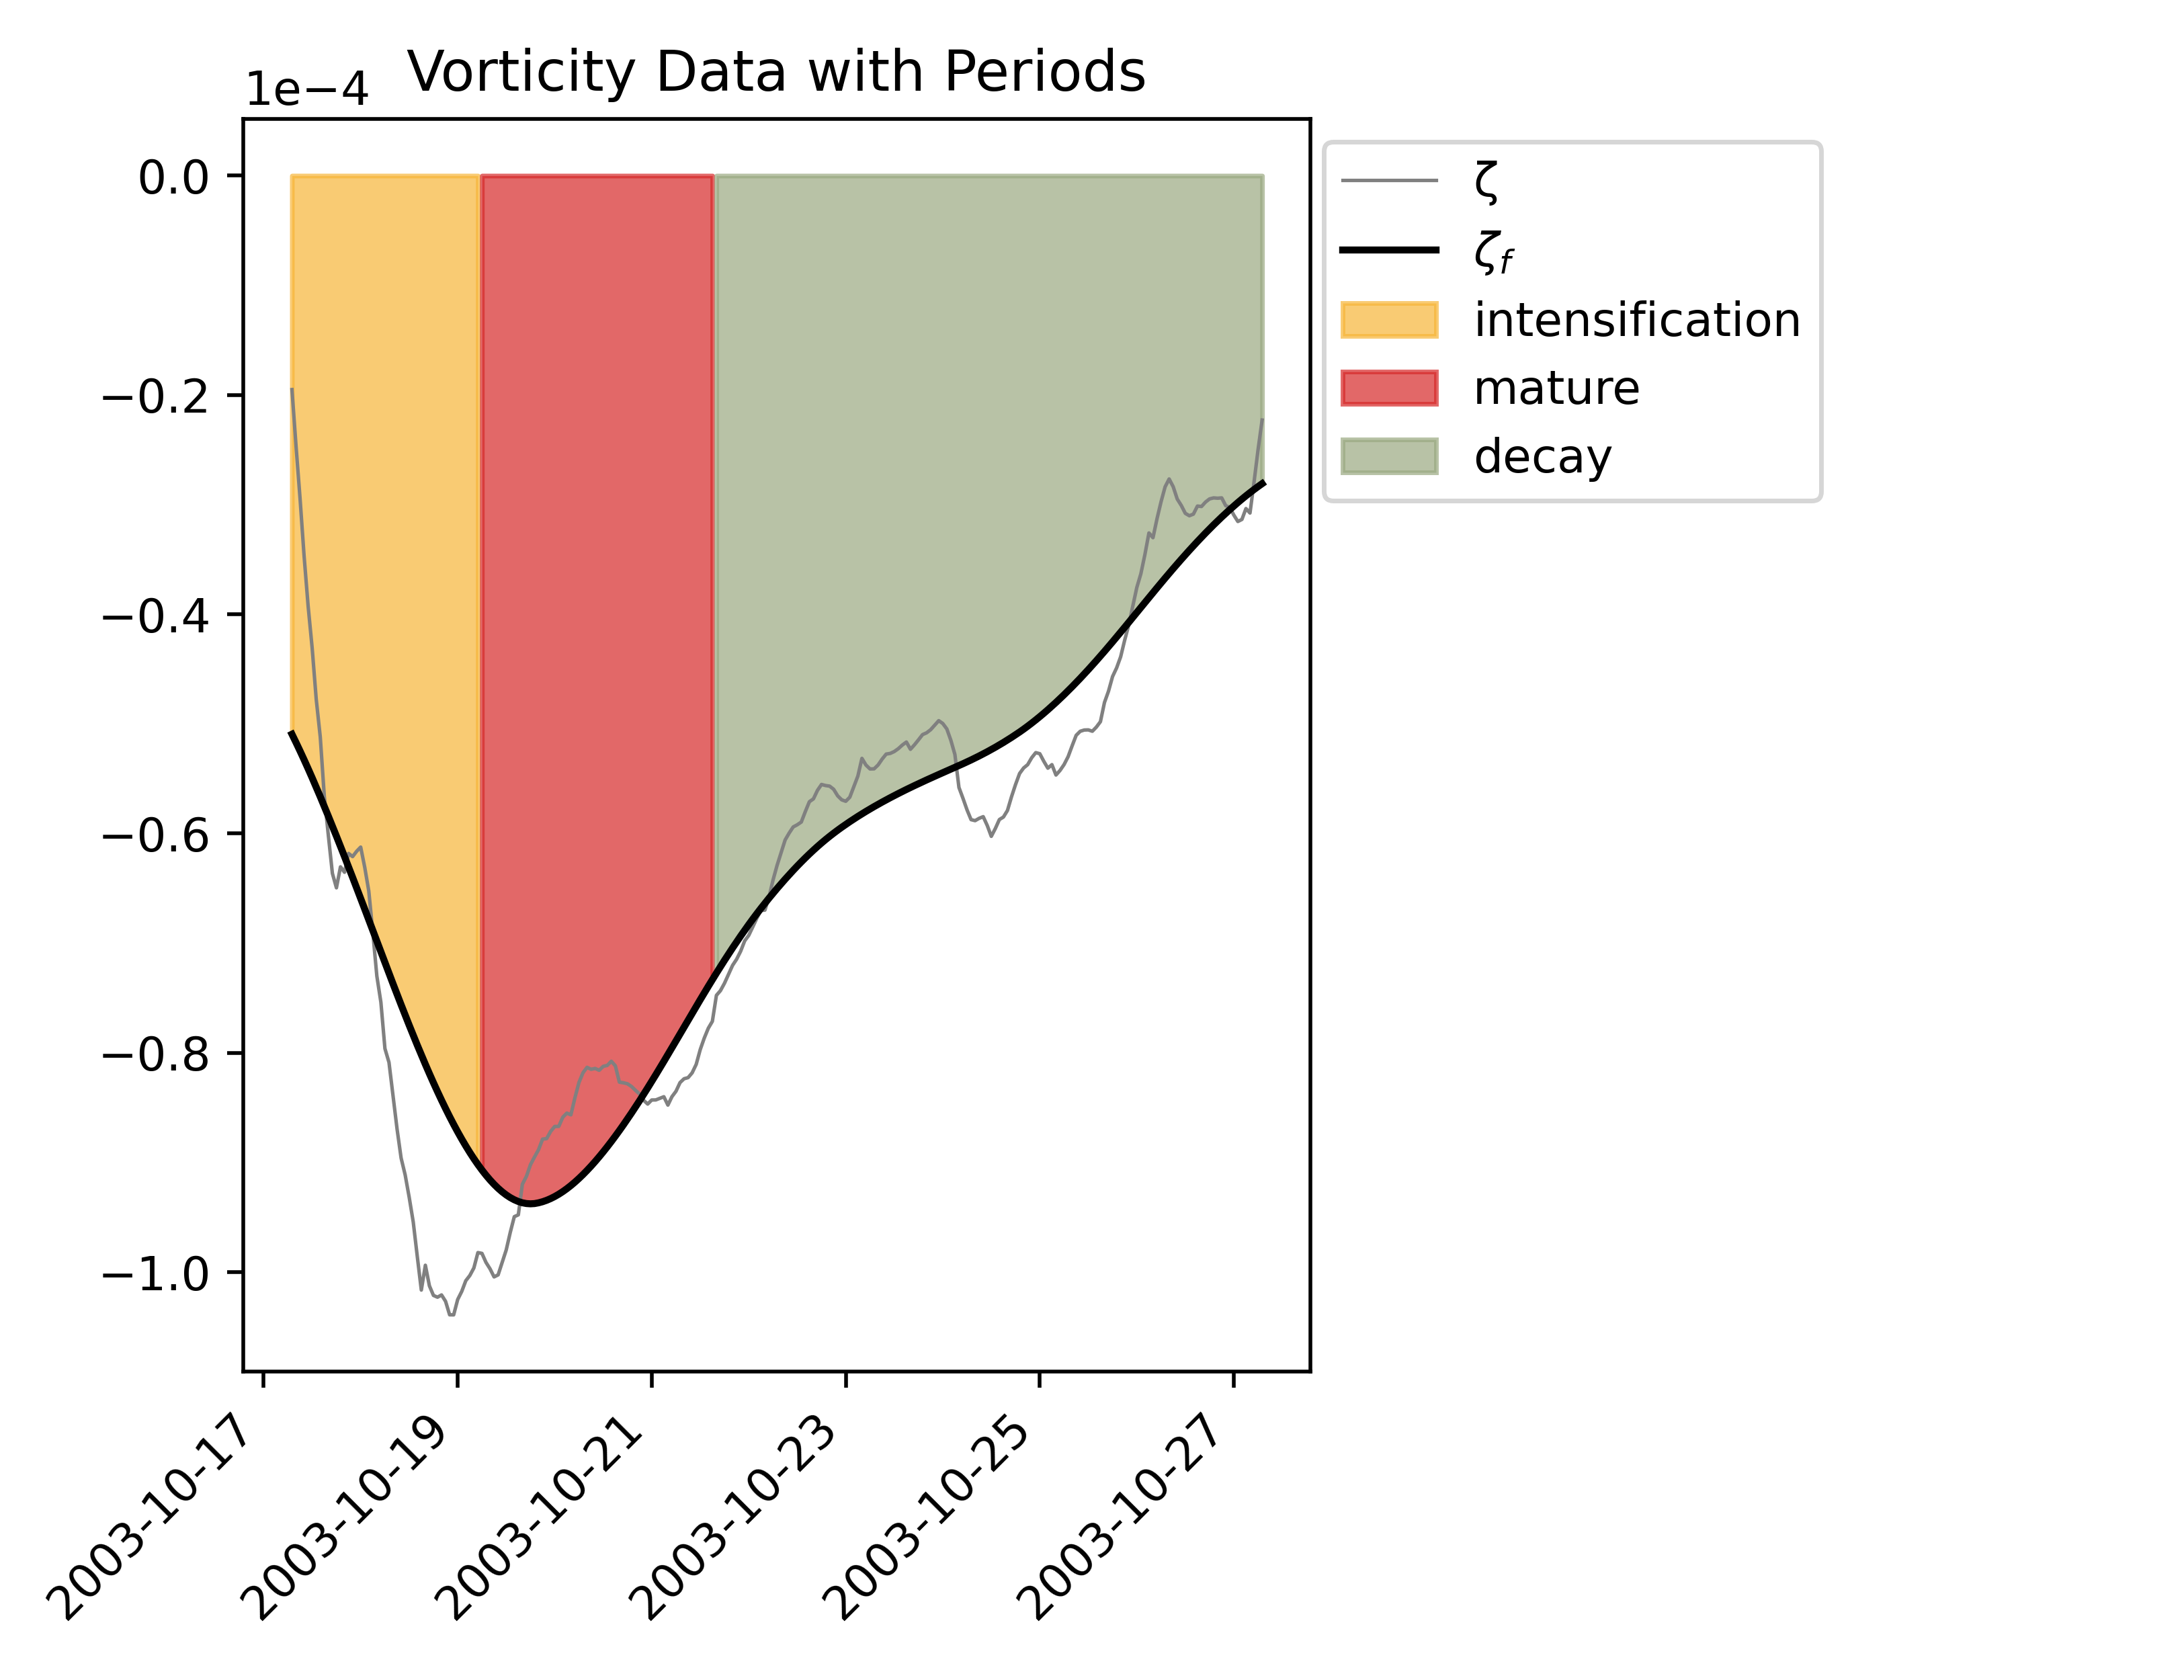 Vorticity Data with Periods
1e−4
0.0
−0.2
−0.4
−0.6
−0.8
−1.0
2003-10-17
2003-10-19
2003-10-21
2003-10-23
2003-10-25
2003-10-27
ζ
ζf
intensification
mature
decay